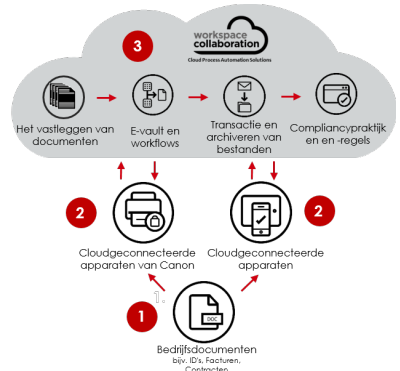 workspace
collaboration
Cloud Process Automation Solutions
3
Het vastleggen van
documenten
E-vault en
workflows
Transactie en
archiveren van
bestanden
Compliancypraktijk
en en -regels
2
2
Cloudgeconnecteerde
apparaten van Canon
Cloudgeconnecteerde
apparaten
1.
1
DOC
Bedrijfsdocumenten
bijv. ID's, Facturen,
Contracten